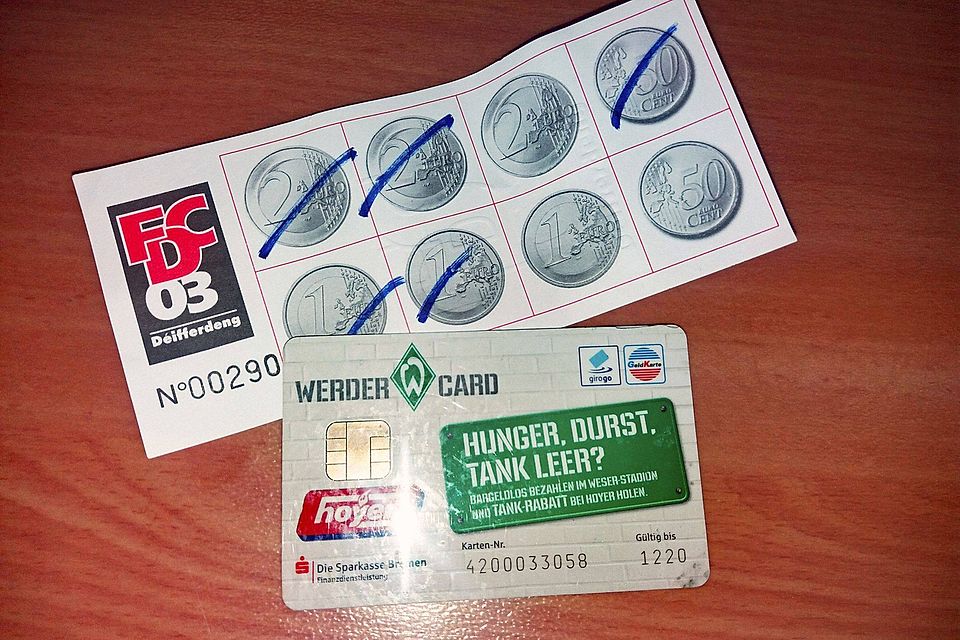 FC
D
03
Déifferdeng
N°00290
2 EURO
2 EURO
2 EURO
50 EURO CENT
1 EURO
1 EURO
1 EURO
50 EURO CENT
WERDER W CARD
girogo
GeldKarte
HUNGER, DURST,
TANK LEER?
BARGELDLOS BEZAHLEN IM WESER-STADION
UND TANK-RABATT BEI HOYER HOLEN.
hoyer
Die Sparkasse Bremen
Finanzdienstleistung
Karten-Nr.
4200033058
Gültig bis
1220